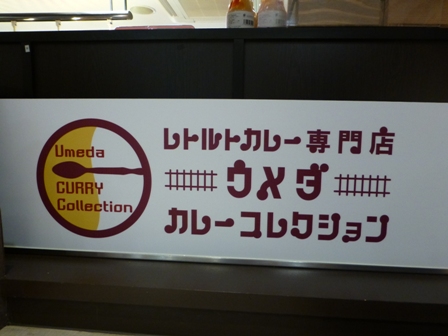 Umeda
CURRY
Collection
レトルトカレー専門店
ウメダ
カレーコレクション